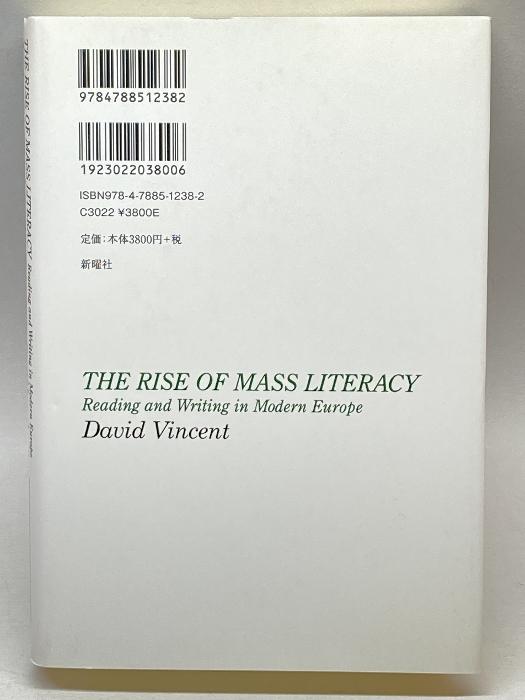 9784788512382
1923022038006
ISBN978-4-7885-1238-2
C3022 ¥3800E
定価:本体3800円+税
新曜社
THE RISE OF MASS LITERACY
Reading and Writing in Modern Europe
David Vincent
THE RISK OF MASS LITERACY Reading and Writing in Modern Europe